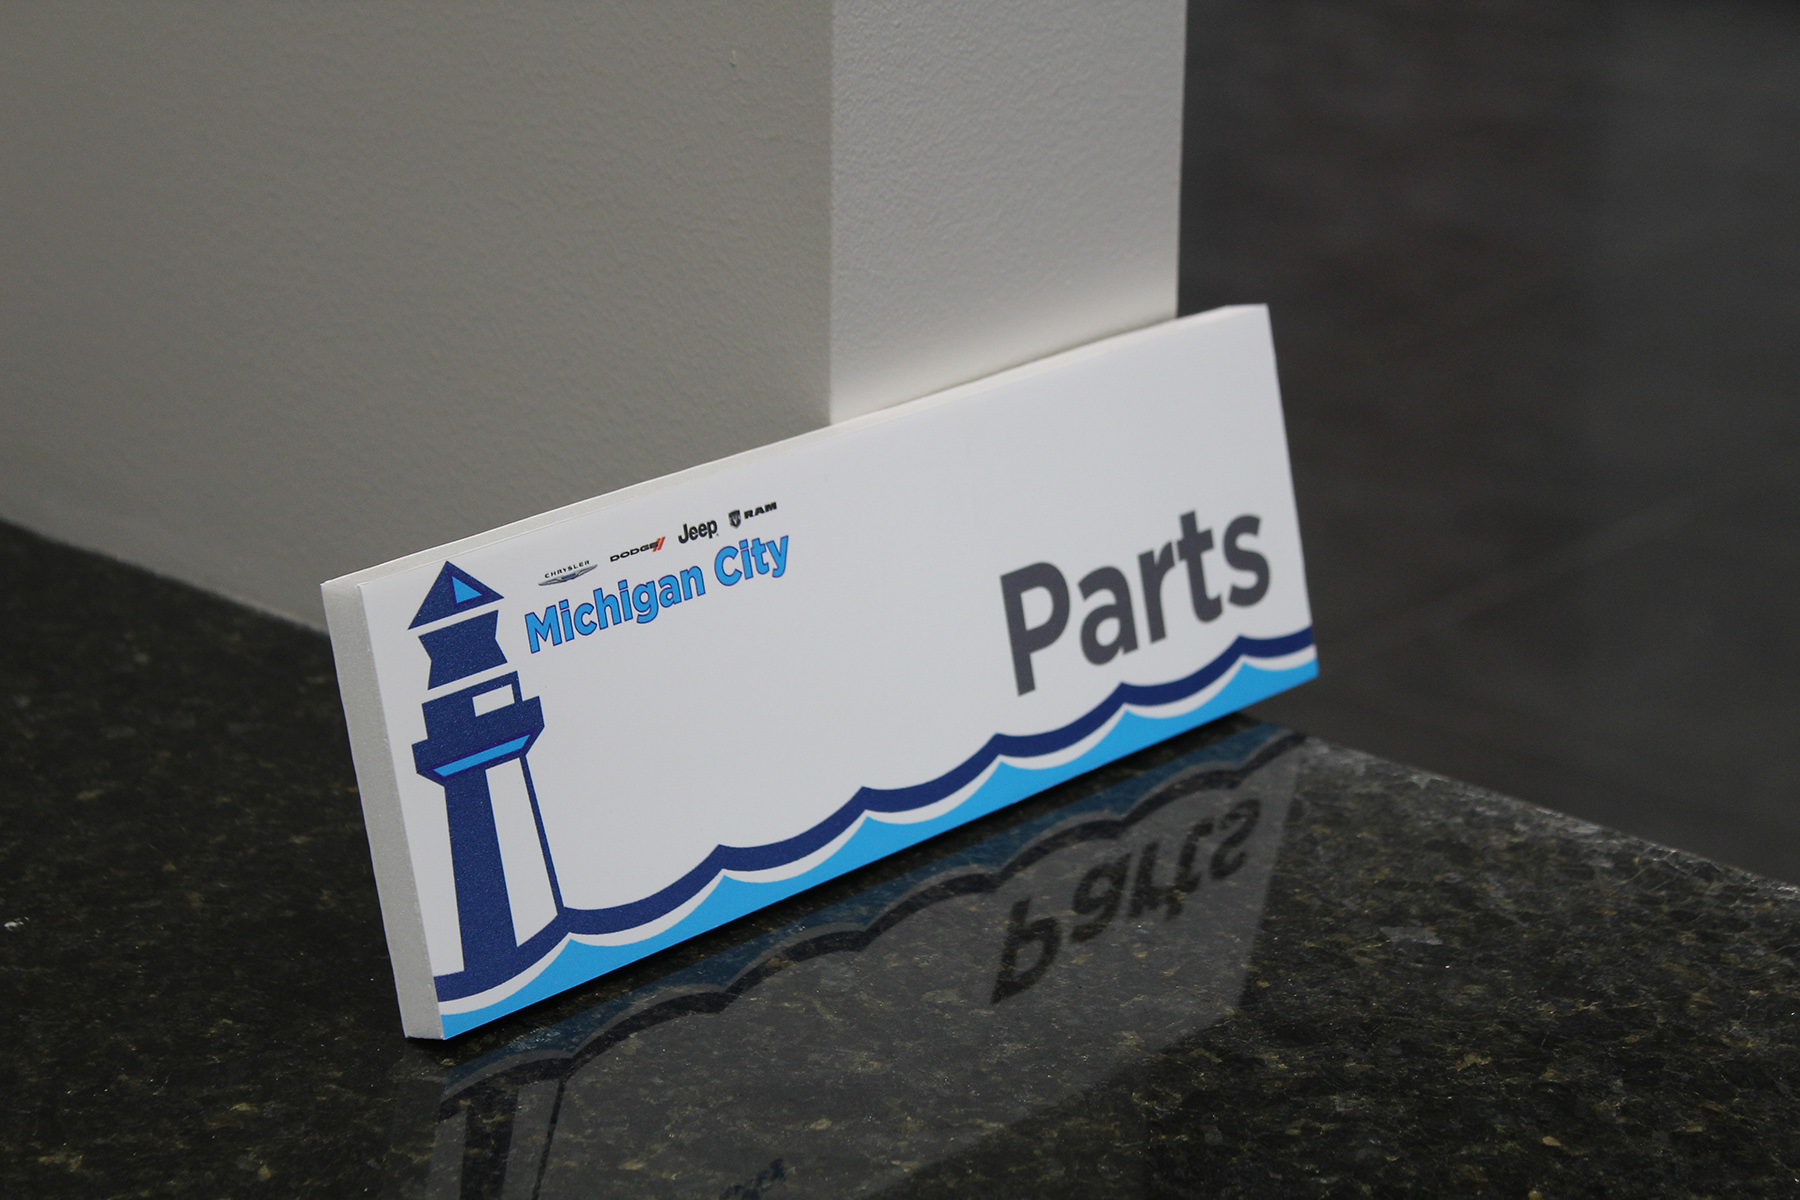 CHRYSLER DODGE Jeep RAM
Michigan City
Parts